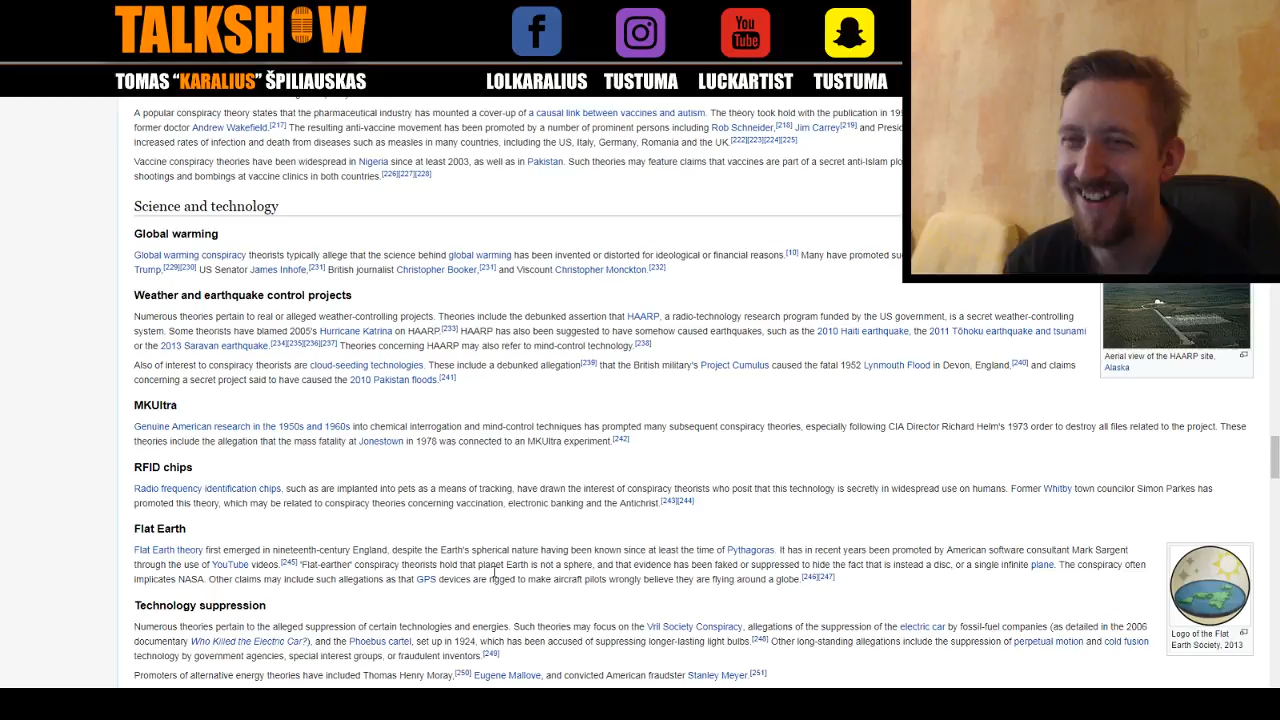 TALKSHOW
TOMAS "KARALIUS" ŠPILIAUSKAS
LOLKARALIUS TUSTUMA LUCKARTIST TUSTUMA
You
Tube
A popular conspiracy theory states that the pharmaceutical industry has mounted a cover-up of a causal link between vaccines and autism. The theory took hold with the publication in 19
former doctor Andrew Wakefield.[217] The resulting anti-vaccine movement has been promoted by a number of prominent persons including Rob Schneider,[218] Jim Carrey[219] and Presid
increased rates of infection and death from diseases such as measles in many countries, including the US, Italy, Germany, Romania and the UK.[222][223][224][225]
Vaccine conspiracy theories have been widespread in Nigeria since at least 2003, as well as in Pakistan. Such theories may feature claims that vaccines are part of a secret anti-Islam plo
shootings and bombings at vaccine clinics in both countries.[226][227][228]
Science and technology
Global warming
Global warming conspiracy theorists typically allege that the science behind global warming has been invented or distorted for ideological or financial reasons.[10] Many have promoted suc
Trump,[229][230] US Senator James Inhofe,[231] British journalist Christopher Booker,[231] and Viscount Christopher Monckton.[232]
Weather and earthquake control projects
Numerous theories pertain to real or alleged weather-controlling projects. Theories include the debunked assertion that HAARP, a radio-technology research program funded by the US government, is a secret weather-controlling
system. Some theorists have blamed 2005's Hurricane Katrina on HAARP.[233] HAARP has also been suggested to have somehow caused earthquakes, such as the 2010 Haiti earthquake, the 2011 Tōhoku earthquake and tsunami
or the 2013 Saravan earthquake.[234][235][236][237] Theories concerning HAARP may also refer to mind-control technology.[238]
Aerial view of the HAARP site,
Alaska
Also of interest to conspiracy theorists are cloud-seeding technologies. These include a debunked allegation[239] that the British military's Project Cumulus caused the fatal 1952 Lynmouth Flood in Devon, England,[240] and claims
concerning a secret project said to have caused the 2010 Pakistan floods.[241]
MKUltra
Genuine American research in the 1950s and 1960s into chemical interrogation and mind-control techniques has prompted many subsequent conspiracy theories, especially following CIA Director Richard Helm's 1973 order to destroy all files related to the project. These
theories include the allegation that the mass fatality at Jonestown in 1978 was connected to an MKUltra experiment.[242]
RFID chips
Radio frequency identification chips, such as are implanted into pets as a means of tracking, have drawn the interest of conspiracy theorists who posit that this technology is secretly in widespread use on humans. Former Whitby town councilor Simon Parkes has
promoted this theory, which may be related to conspiracy theories concerning vaccination, electronic banking and the Antichrist.[243][244]
Flat Earth
Flat Earth theory first emerged in nineteenth-century England, despite the Earth's spherical nature having been known since at least the time of Pythagoras. It has in recent years been promoted by American software consultant Mark Sargent
through the use of YouTube videos.[245] 'Flat-earther' conspiracy theorists hold that planet Earth is not a sphere, and that evidence has been faked or suppressed to hide the fact that is instead a disc, or a single infinite plane. The conspiracy often
implicates NASA. Other claims may include such allegations as that GPS devices are rigged to make aircraft pilots wrongly believe they are flying around a globe.[246][247]
Logo of the Flat
Earth Society, 2013
Technology suppression
Numerous theories pertain to the alleged suppression of certain technologies and energies. Such theories may focus on the Vril Society Conspiracy, allegations of the suppression of the electric car by fossil-fuel companies (as detailed in the 2006
documentary Who Killed the Electric Car?), and the Phoebus cartel, set up in 1924, which has been accused of suppressing longer-lasting light bulbs.[248] Other long-standing allegations include the suppression of perpetual motion and cold fusion
technology by government agencies, special interest groups, or fraudulent inventors.[249]
Promoters of alternative energy theories have included Thomas Henry Moray,[250] Eugene Mallove, and convicted American fraudster Stanley Meyer.[251]